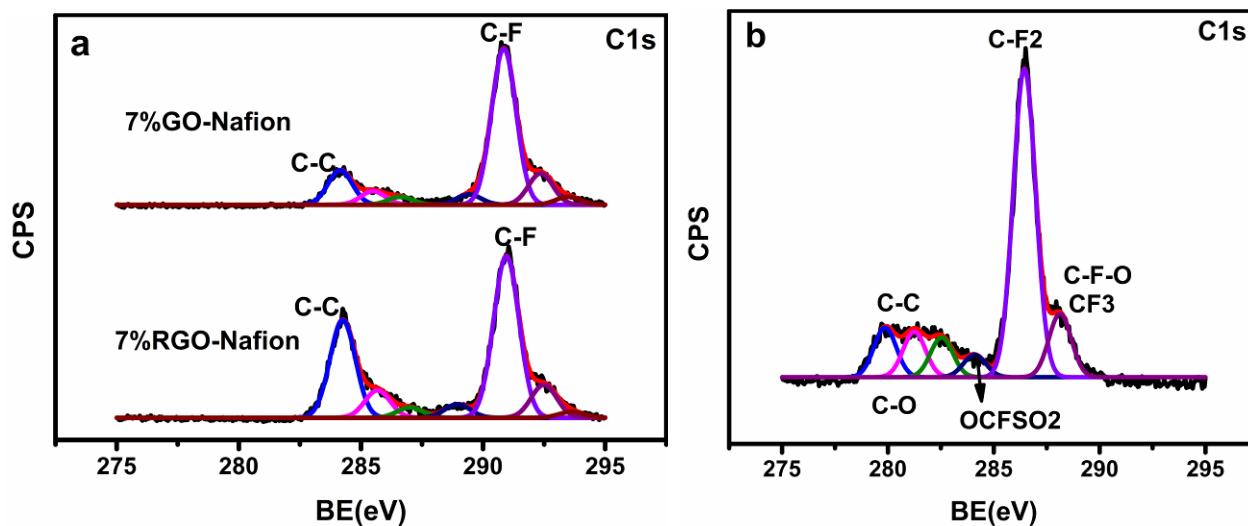 a
C-F
C1s
7%GO-Nafion
C-C
C-F
C-C
7%RGO-Nafion
CPS
275 280 285 290 295
BE(eV)
b
C-F2
C1s
C-F-O
CF3
C-C
C-O
OCFSO2
CPS
275 280 285 290 295
BE(eV)